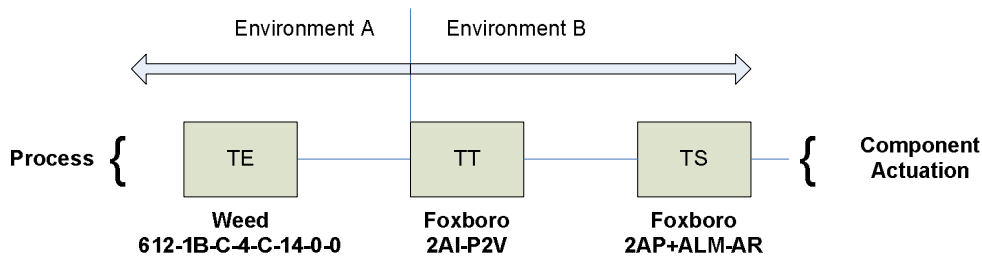 Environment A
Environment B
Process {
TE
TT
TS
{ Component
Actuation
Weed
612-1B-C-4-C-14-0-0
Foxboro
2AI-P2V
Foxboro
2AP+ALM-AR